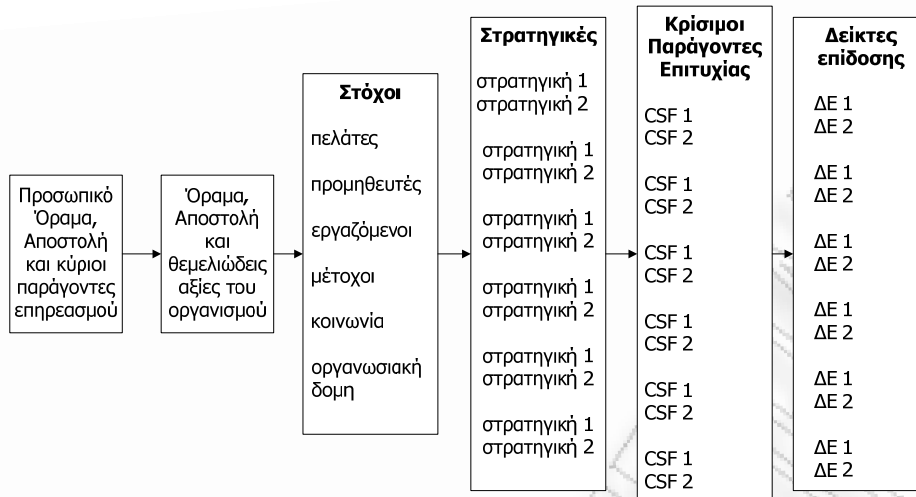 Προσωπικό
Όραμα,
Αποστολή
και κύριοι
παράγοντες
επηρεασμού
Όραμα,
Αποστολή
και
θεμελιώδεις
αξίες του
οργανισμού
Στόχοι
πελάτες
προμηθευτές
εργαζόμενοι
μέτοχοι
κοινωνία
οργανωσιακή
δομη
Στρατηγικές
στρατηγική 1
στρατηγική 2
στρατηγική 1
στρατηγική 2
στρατηγική 1
στρατηγική 2
στρατηγική 1
στρατηγική 2
στρατηγική 1
στρατηγική 2
στρατηγική 1
στρατηγική 2
Κρίσιμοι
Παράγοντες
Επιτυχίας
CSF 1
CSF 2
CSF 1
CSF 2
CSF 1
CSF 2
CSF 1
CSF 2
CSF 1
CSF 2
CSF 1
CSF 2
Δείκτες
επίδοσης
ΔΕ 1
ΔΕ 2
ΔΕ 1
ΔΕ 2
ΔΕ 1
ΔΕ 2
ΔΕ 1
ΔΕ 2
ΔΕ 1
ΔΕ 2
ΔΕ 1
ΔΕ 2